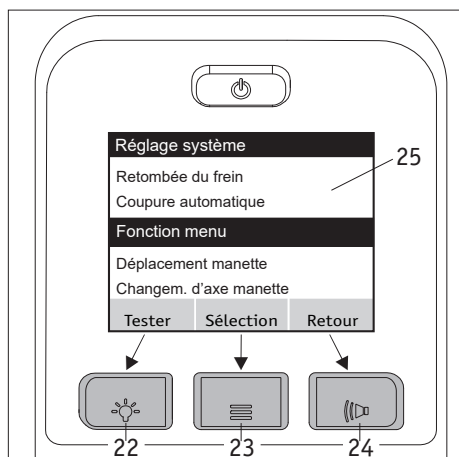 Réglage système
25
Retombée du frein
Coupure automatique
Fonction menu
Déplacement manette
Changem. d'axe manette
Tester Sélection Retour
22 23 24